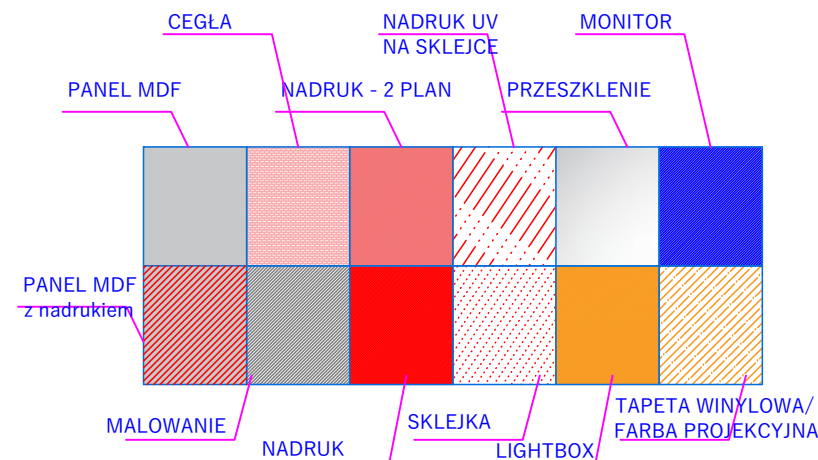 CEGŁA
NADRUK UV
NA SKLEJCE
MONITOR
PANEL MDF
NADRUK - 2 PLAN
PRZESZKLENIE
PANEL MDF
z nadrukiem
MALOWANIE
NADRUK
SKLEJKA
LIGHTBOX
TAPETA WINYLOWA/
FARBA PROJEKCYJNA